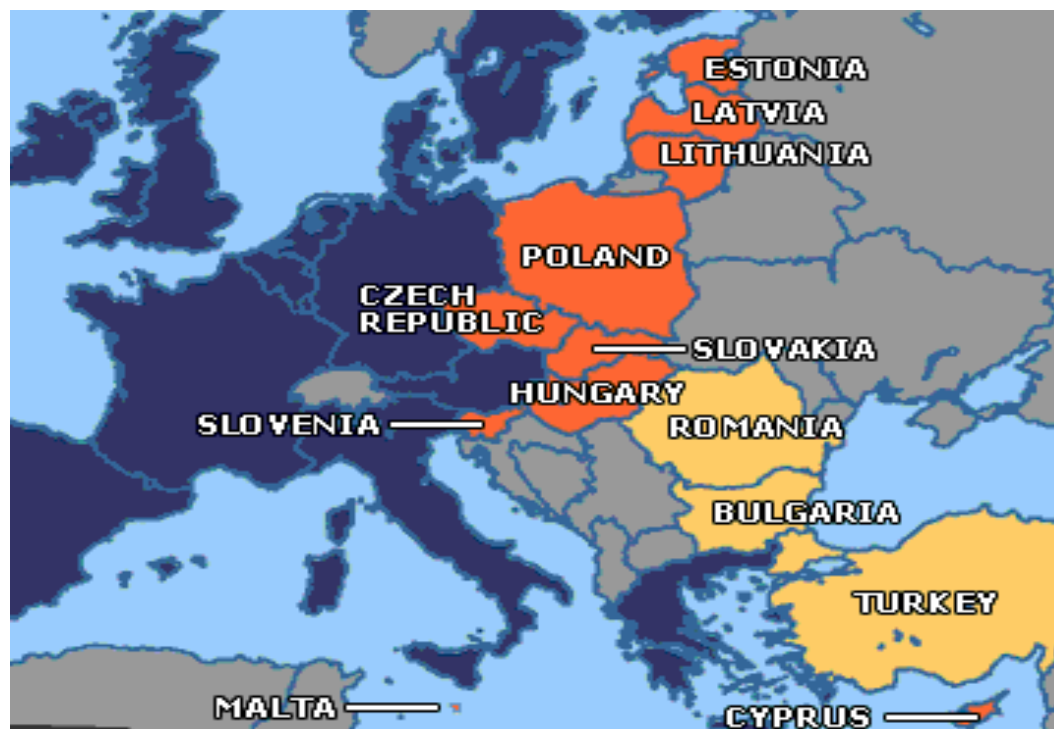 ESTONIA
LATVIA
LITHUANIA
POLAND
CZECH
REPUBLIC
SLOVAKIA
HUNGARY
SLOVENIA
ROMANIA
BULGARIA
TURKEY
MALTA
CYPRUS